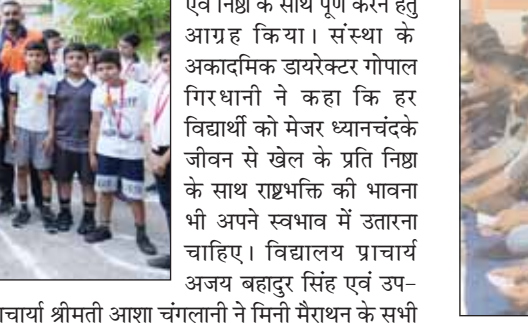 एवं निष्ठा के साथ पूर्ण करने हेतु
आग्रह किया। संस्था के
अकादमिक डायरेक्टर गोपाल
गिरधानी ने कहा कि हर
विद्यार्थी को मेजर ध्यानचंदके
जीवन से खेल के प्रति निष्ठा
के साथ राष्ट्रभक्ति की भावना
भी अपने स्वभाव में उतारना
चाहिए। विद्यालय प्राचार्य
अजय बहादुर सिंह एवं उप-
श्रीमती आशा चंगलानी ने मिनी मैराथन के सभी